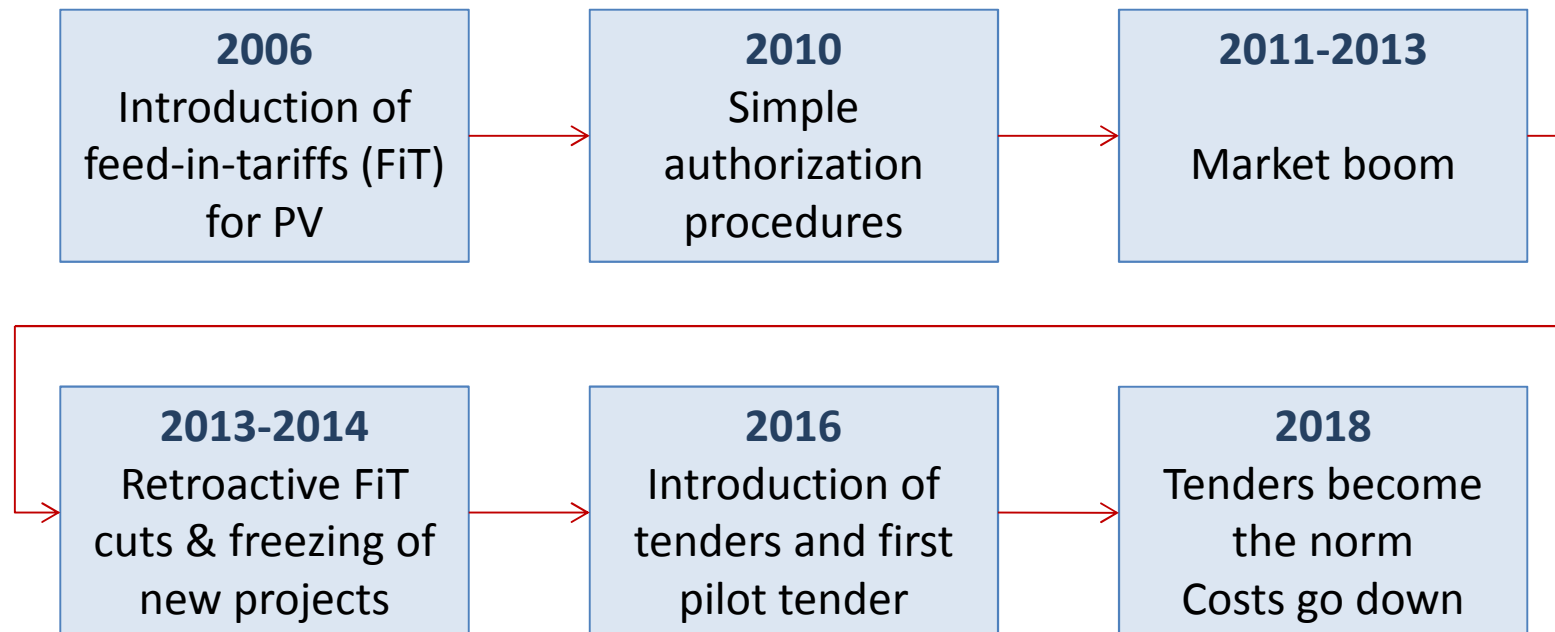 2006
Introduction of
feed-in-tariffs (FiT)
for PV
2010
Simple
authorization
procedures
2011-2013
Market boom
2013-2014
Retroactive FiT
cuts & freezing of
new projects
2016
Introduction of
tenders and first
pilot tender
2018
Tenders become
the norm
Costs go down